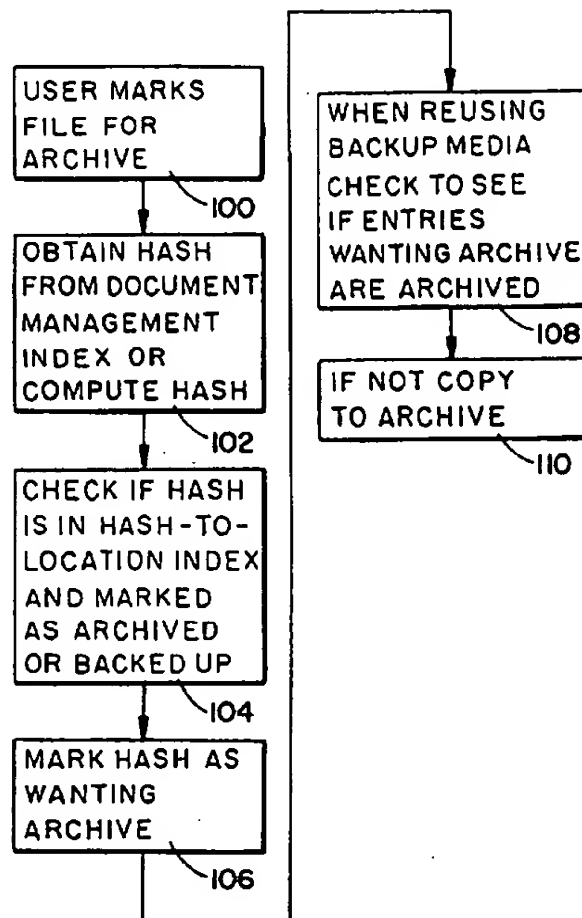 USER MARKS
FILE FOR
ARCHIVE
100
OBTAIN HASH
FROM DOCUMENT
MANAGEMENT
INDEX OR
COMPUTE HASH
102
CHECK IF HASH
IS IN HASH-TO-
LOCATION INDEX
AND MARKED
AS ARCHIVED
OR BACKED UP
104
MARK HASH AS
WANTING
ARCHIVE
106
WHEN REUSING
BACKUP MEDIA
CHECK TO SEE
IF ENTRIES
WANTING ARCHIVE
ARE ARCHIVED
108
IF NOT COPY
TO ARCHIVE
110